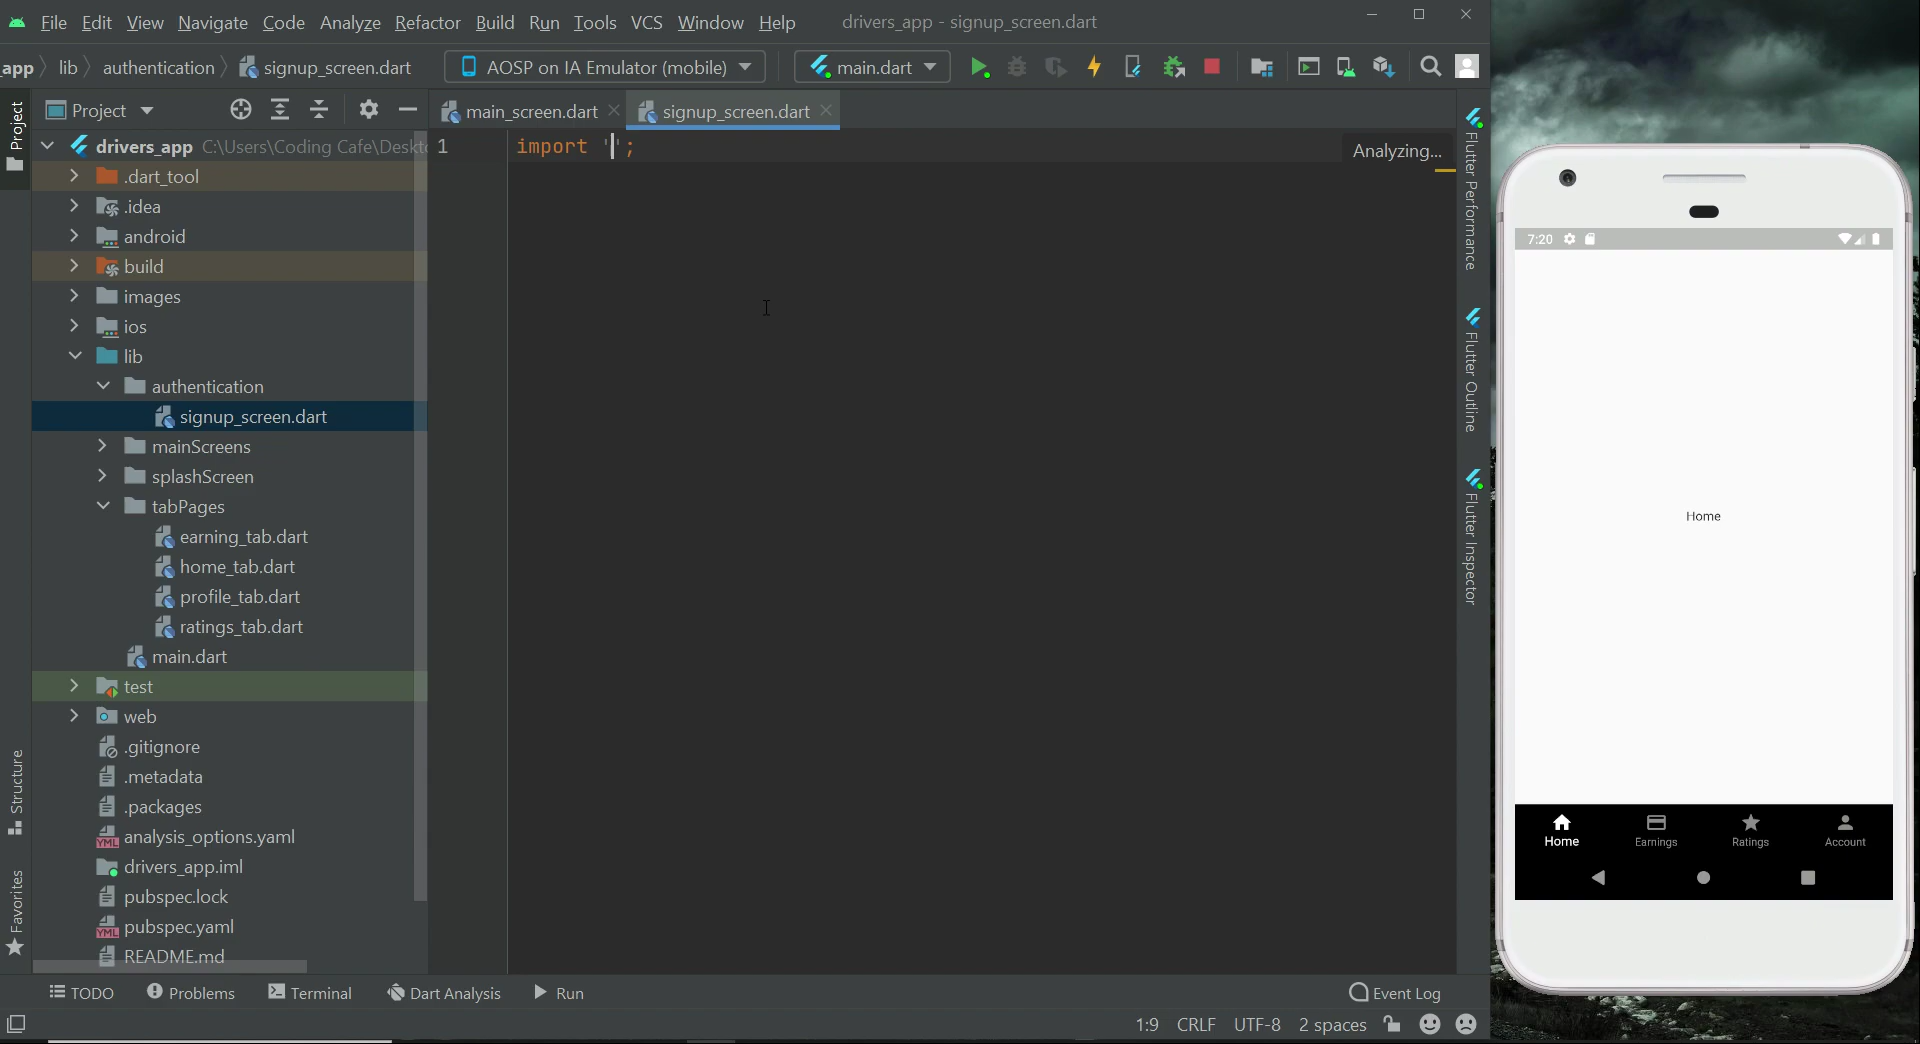 File Edit View Navigate Code Analyze Refactor Build Run Tools VCS Window Help drivers_app - signup_screen.dart
app lib authentication signup_screen.dart AOSP on IA Emulator (mobile) main.dart
Project
main_screen.dart signup_screen.dart
Project
drivers_app C:\Users\Coding Cafe\Deskto
.dart_tool
.idea
android
build
images
ios
lib
authentication
signup_screen.dart
mainScreens
splashScreen
tabPages
earning_tab.dart
home_tab.dart
profile_tab.dart
ratings_tab.dart
main.dart
test
web
.gitignore
.metadata
.packages
analysis_options.yaml
drivers_app.iml
pubspec.lock
pubspec.yaml
README.md
Structure
Favorites
1 import '';
Analyzing...
Flutter Performance
Flutter Outline
Flutter Inspector
TODO Problems Terminal Dart Analysis Run Event Log
1:9 CRLF UTF-8 2 spaces
7:20
Home
Home Earnings Ratings Account